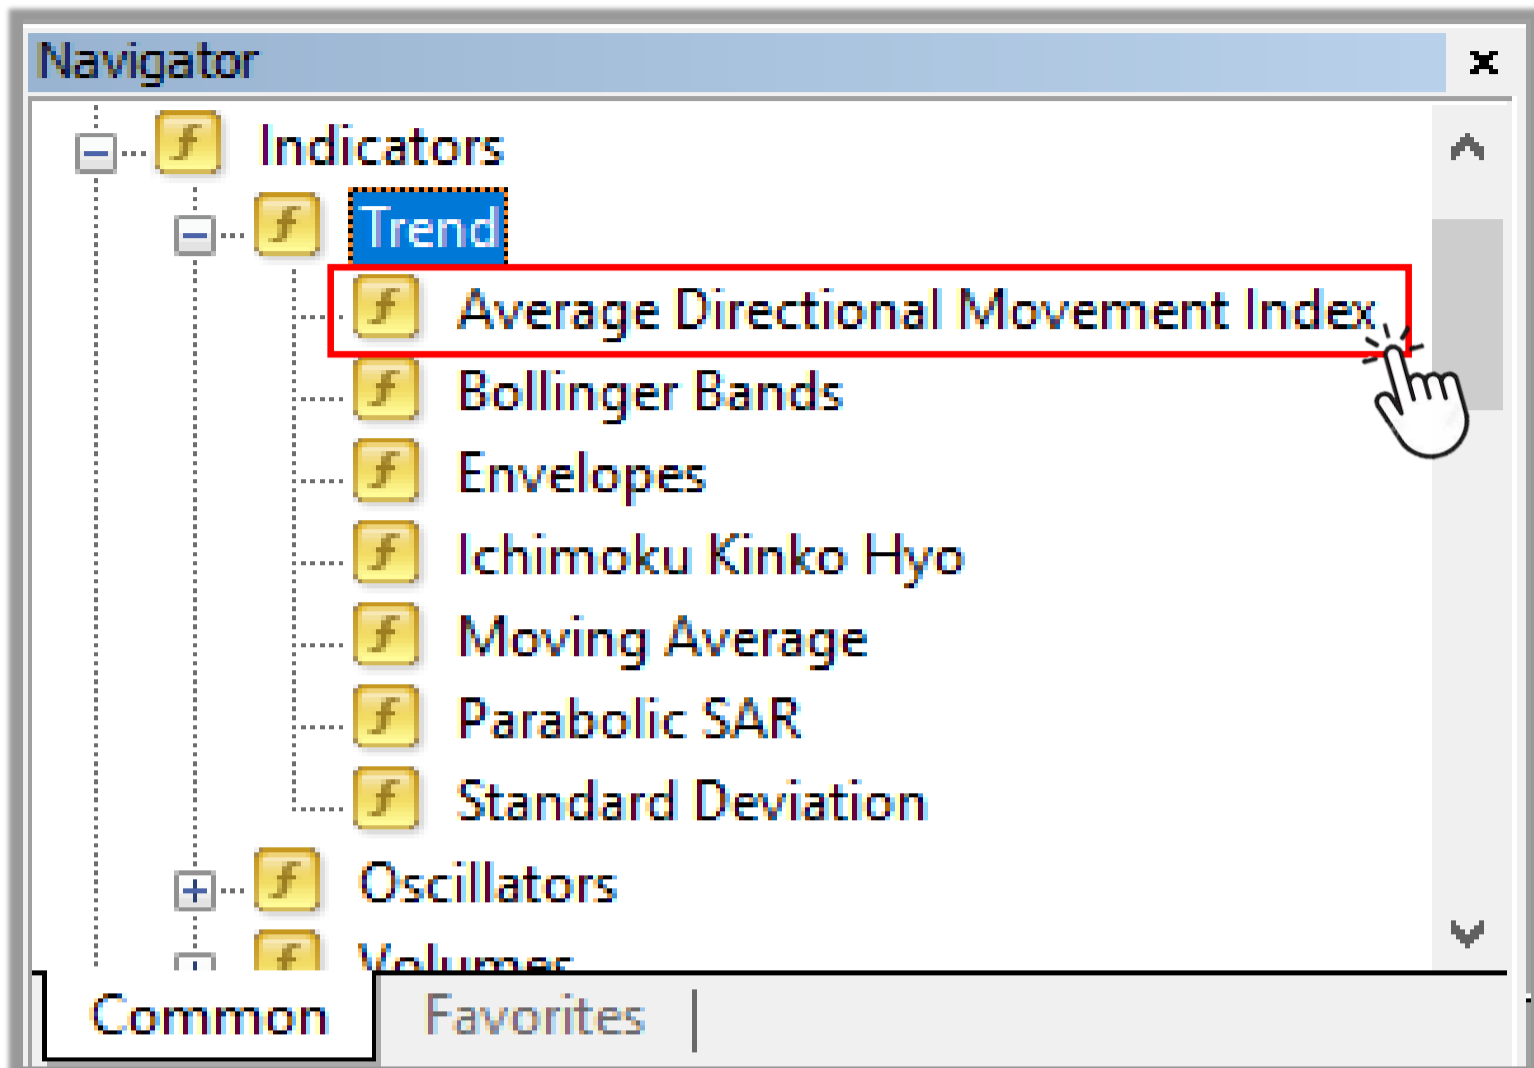 Navigator
Indicators
Trend
Average Directional Movement Index
Bollinger Bands
Envelopes
Ichimoku Kinko Hyo
Moving Average
Parabolic SAR
Standard Deviation
Oscillators
Volumes
Common Favorites